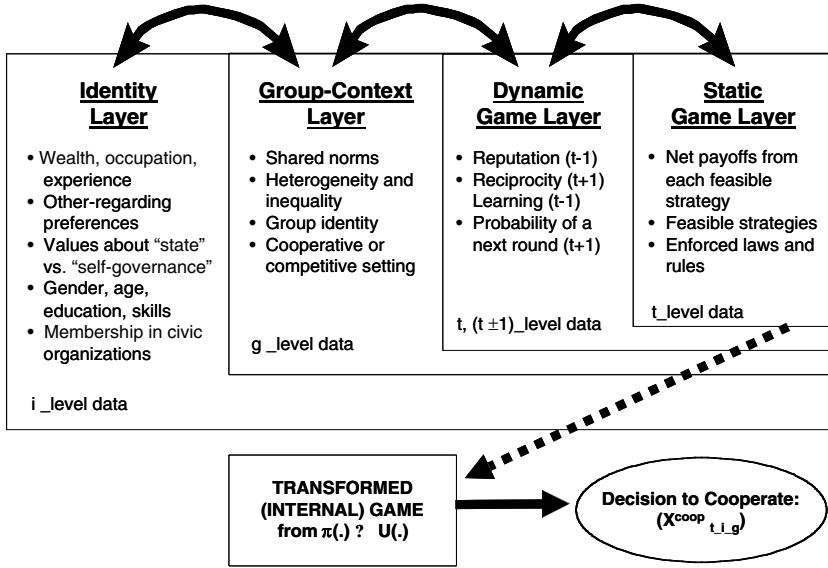 Identity
Layer
• Wealth, occupation,
experience
• Other-regarding
preferences
• Values about “state”
vs. “self-governance”
• Gender, age,
education, skills
• Membership in civic
organizations
i _level data
Group-Context
Layer
• Shared norms
• Heterogeneity and
inequality
• Group identity
• Cooperative or
competitive setting
g _level data
Dynamic
Game Layer
• Reputation (t-1)
• Reciprocity (t+1)
Learning (t-1)
• Probability of a
next round (t+1)
t, (t ±1)_level data
Static
Game Layer
• Net payoffs from
each feasible
strategy
• Feasible strategies
• Enforced laws and
rules
t_level data
TRANSFORMED
(INTERNAL) GAME
from π(.) ? U(.)
Decision to Cooperate:
(X^coop t_i_g)